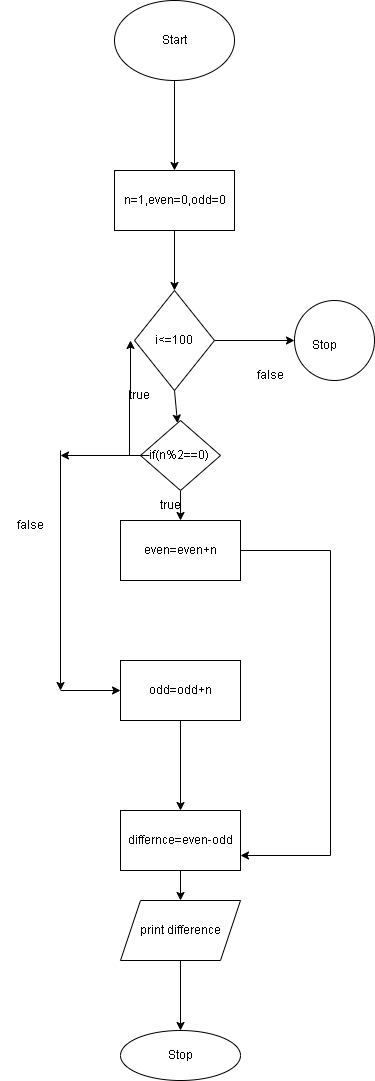 Start
n=1,even=0,odd=0
i<=100
Stop
false
true
if(n%2==0)
true
false
even=even+n
odd=odd+n
differnce=even-odd
print difference
Stop